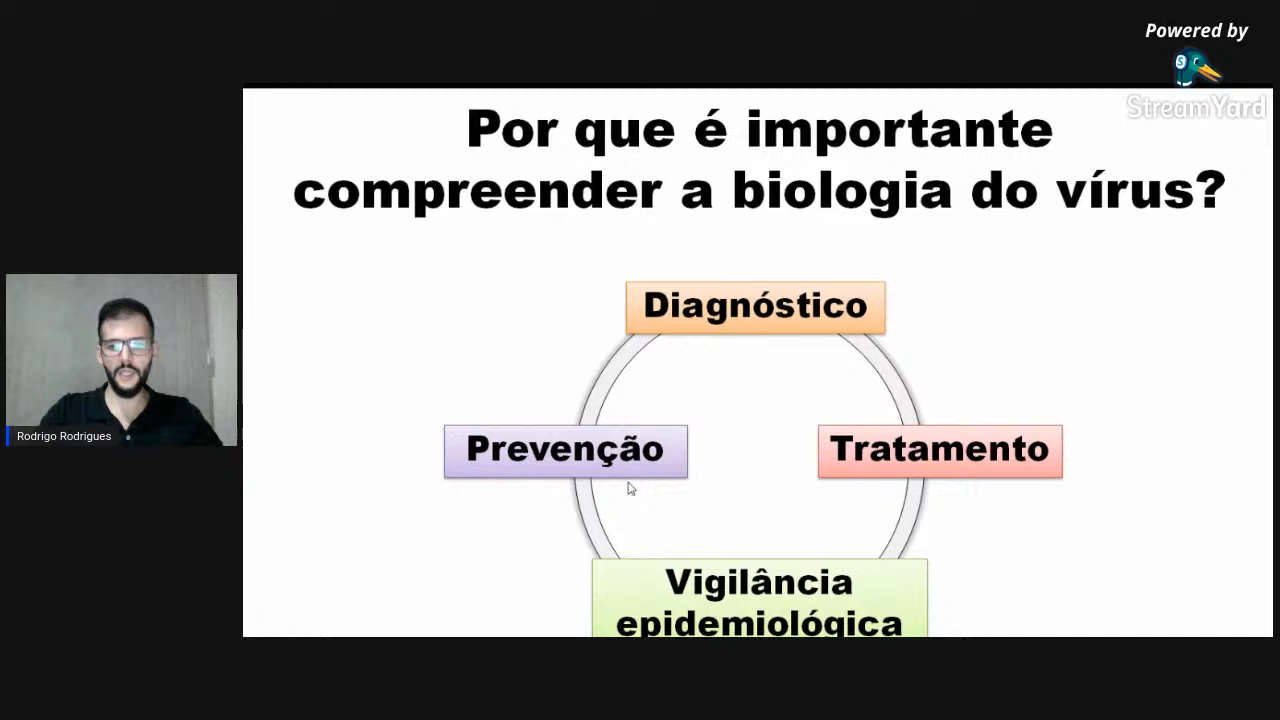 Powered by
StreamYard
Por que é importante
compreender a biologia do vírus?
Diagnóstico
Prevenção
Tratamento
Vigilância
epidemiológica
Rodrigo Rodrigues